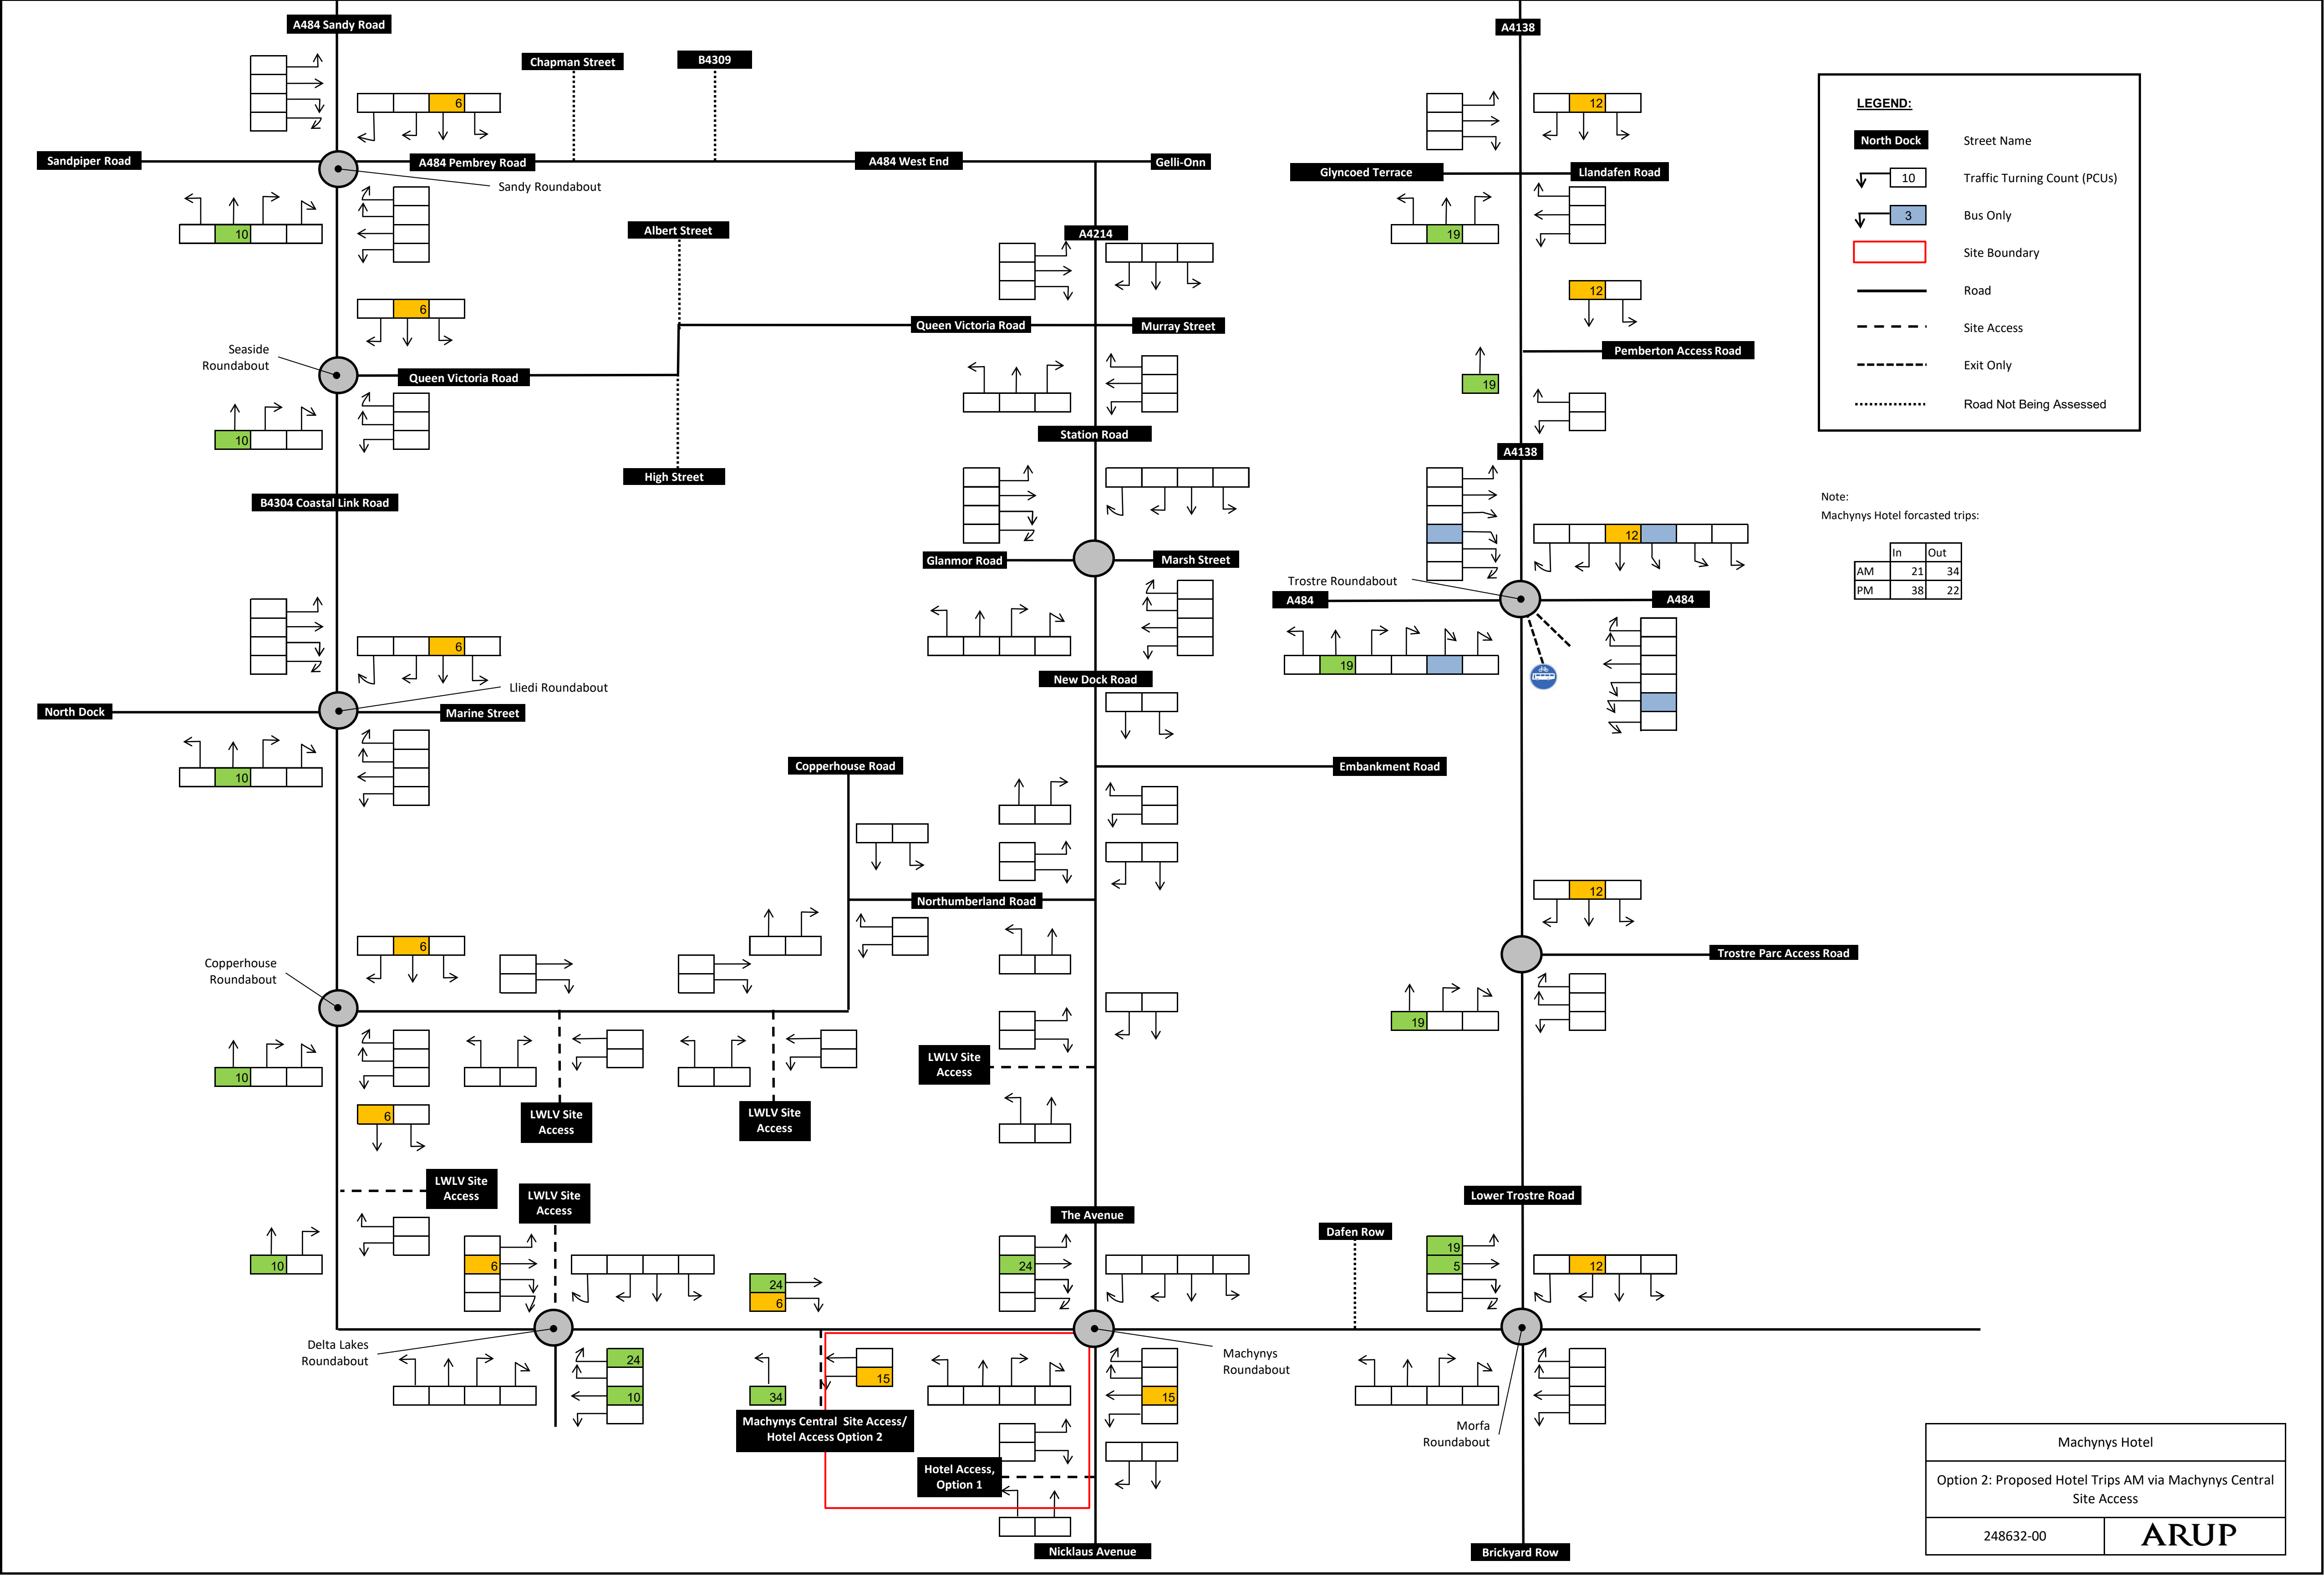 A484 Sandy Road
A4138
Chapman Street
B4309
6
12
LEGEND:
North Dock
Street Name
10
Traffic Turning Count (PCUs)
3
Bus Only
Site Boundary
Road
Site Access
Exit Only
Road Not Being Assessed
Sandpiper Road
A484 Pembrey Road
A484 West End
Gelli-Onn
Sandy Roundabout
Glyncoed Terrace
Llandafen Road
10
Albert Street
A4214
19
12
6
Queen Victoria Road
Murray Street
Seaside
Roundabout
Queen Victoria Road
Pemberton Access Road
19
10
Station Road
A4138
High Street
B4304 Coastal Link Road
Note:
Machynys Hotel forcasted trips:
In Out
AM 21 34
PM 38 22
12
Glanmor Road
Marsh Street
Trostre Roundabout
A484
A484
6
19
New Dock Road
Lliedi Roundabout
North Dock
Marine Street
10
Copperhouse Road
Embankment Road
12
Northumberland Road
6
Copperhouse
Roundabout
Trostre Parc Access Road
19
10
LWLV Site
Access
6
LWLV Site
Access
LWLV Site
Access
LWLV Site
Access
LWLV Site
Access
Lower Trostre Road
The Avenue
Dafen Row
10
6
24
6
24
19
5
12
Delta Lakes
Roundabout
Machynys
Roundabout
24
10
34
15
15
Machynys Central Site Access/
Hotel Access Option 2
Morfa
Roundabout
Hotel Access,
Option 1
Nicklaus Avenue
Brickyard Row
Machynys Hotel
Option 2: Proposed Hotel Trips AM via Machynys Central
Site Access
248632-00
ARUP